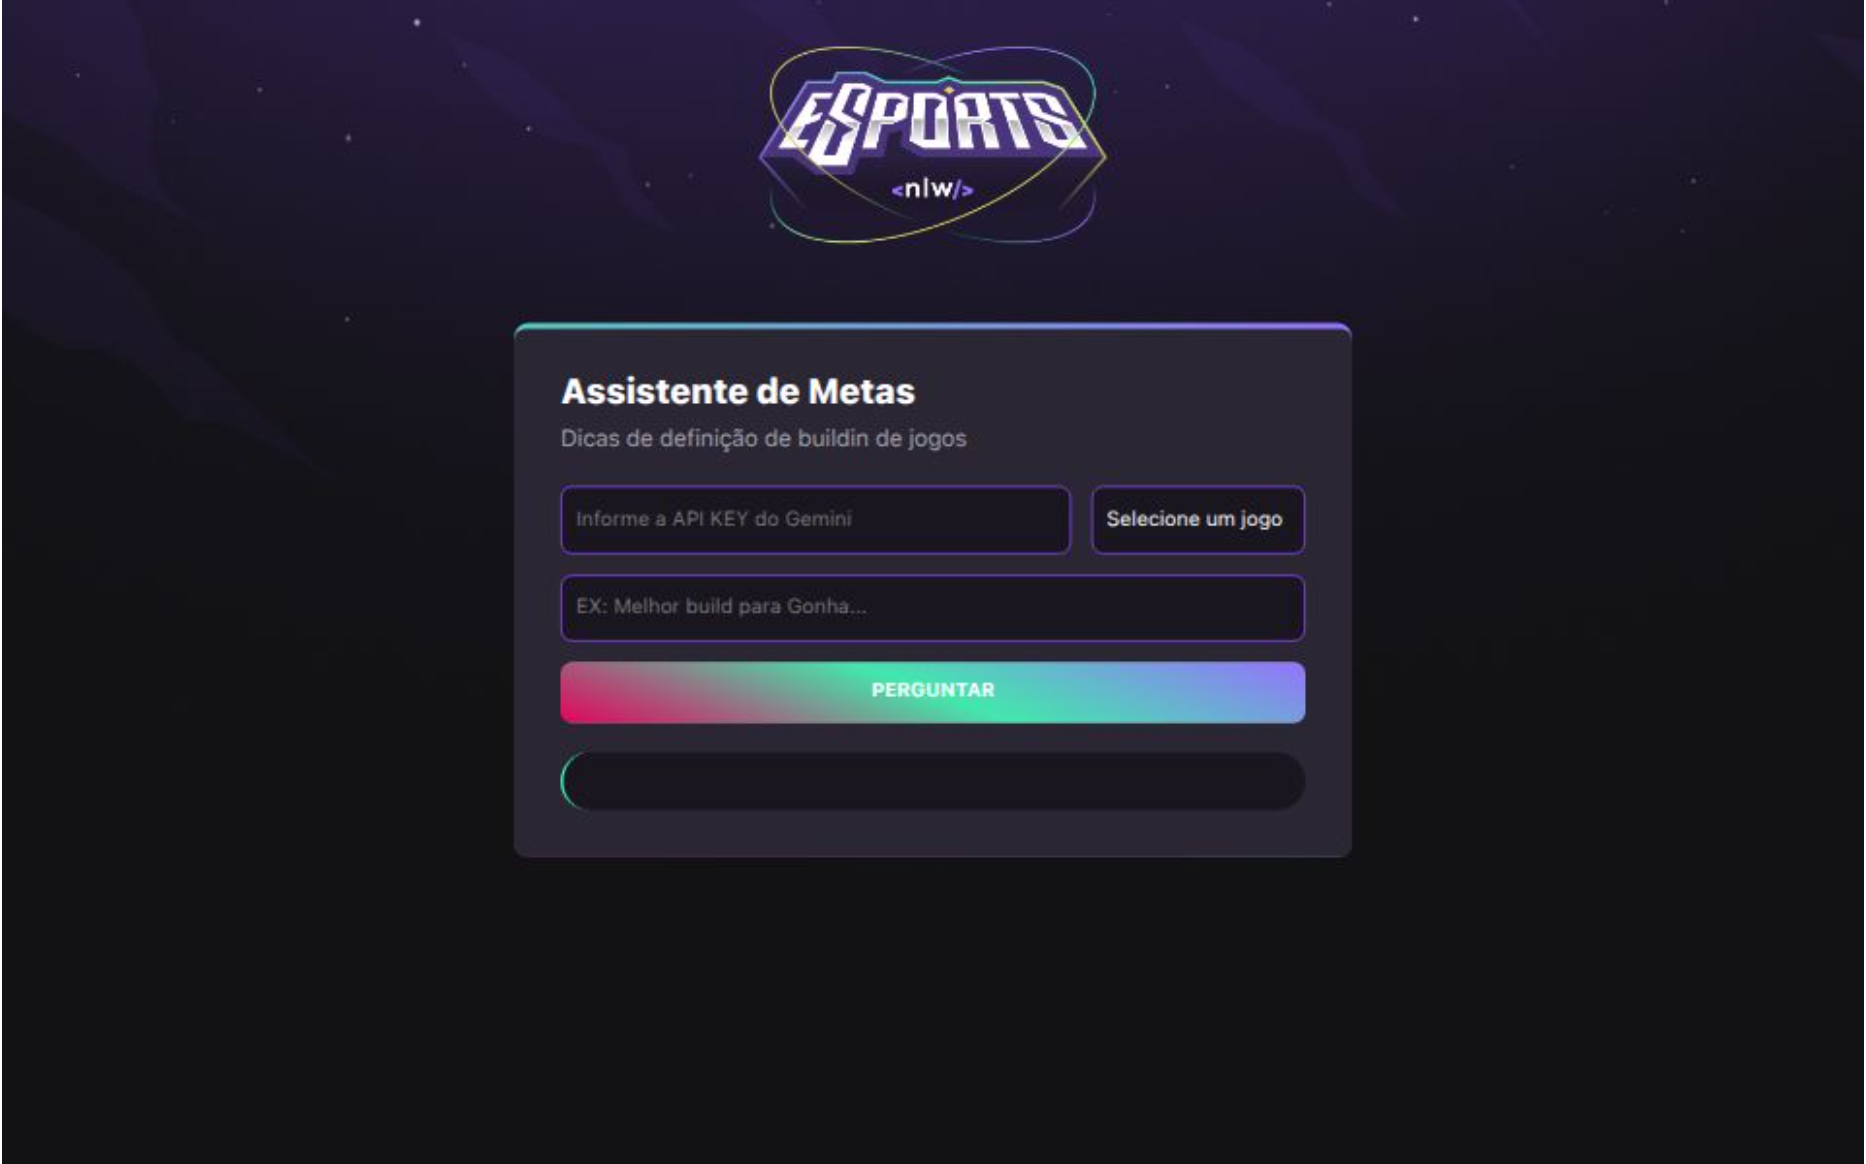 ESPORTS
<nlw/>
Assistente de Metas
Dicas de definição de buildin de jogos
Informe a API KEY do Gemini
Selecione um jogo
EX: Melhor build para Gonha...
PERGUNTAR